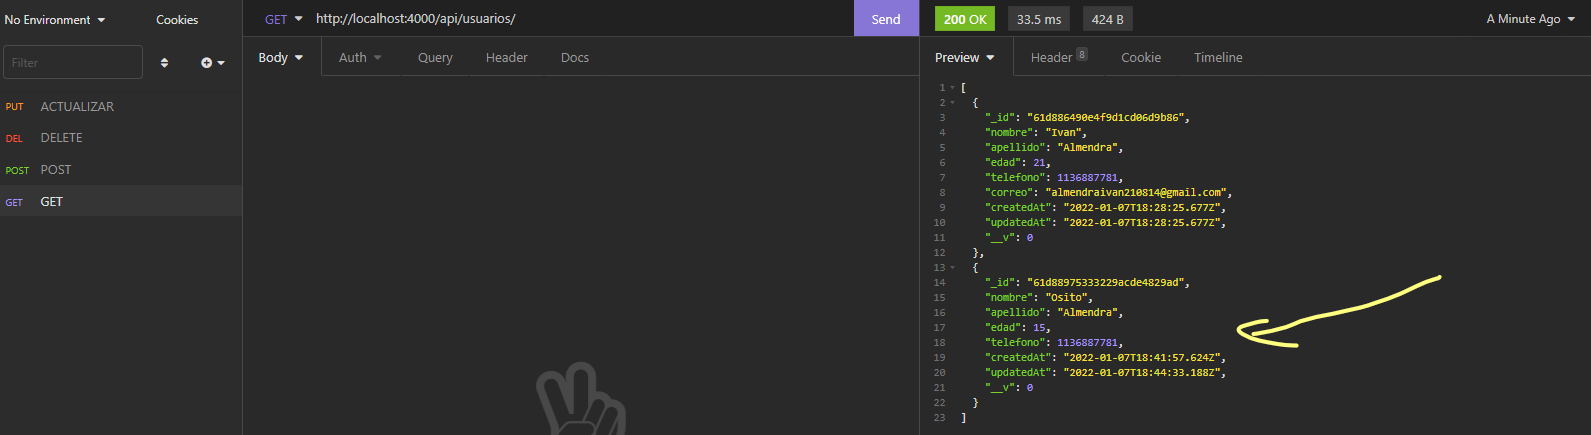 No Environment
Cookies
GET
http://localhost:4000/api/usuarios/
Send
200 OK
33.5 ms
424 B
A Minute Ago
Filter
Body
Auth
Query
Header
Docs
Preview
Header 8
Cookie
Timeline
PUT ACTUALIZAR
DEL DELETE
POST POST
GET GET
1 [
2 {
3 "_id": "61d886490e4f9d1cd06d9b86",
4 "nombre": "Ivan",
5 "apellido": "Almendra",
6 "edad": 21,
7 "telefono": 1136887781,
8 "correo": "almendraivan210814@gmail.com",
9 "createdAt": "2022-01-07T18:28:25.677Z",
10 "updatedAt": "2022-01-07T18:28:25.677Z",
11 "__v": 0
12 },
13 {
14 "_id": "61d88975333229acde4829ad",
15 "nombre": "Osito",
16 "apellido": "Almendra",
17 "edad": 15,
18 "telefono": 1136887781,
19 "createdAt": "2022-01-07T18:41:57.624Z",
20 "updatedAt": "2022-01-07T18:44:33.188Z",
21 "__v": 0
22 }
23 ]